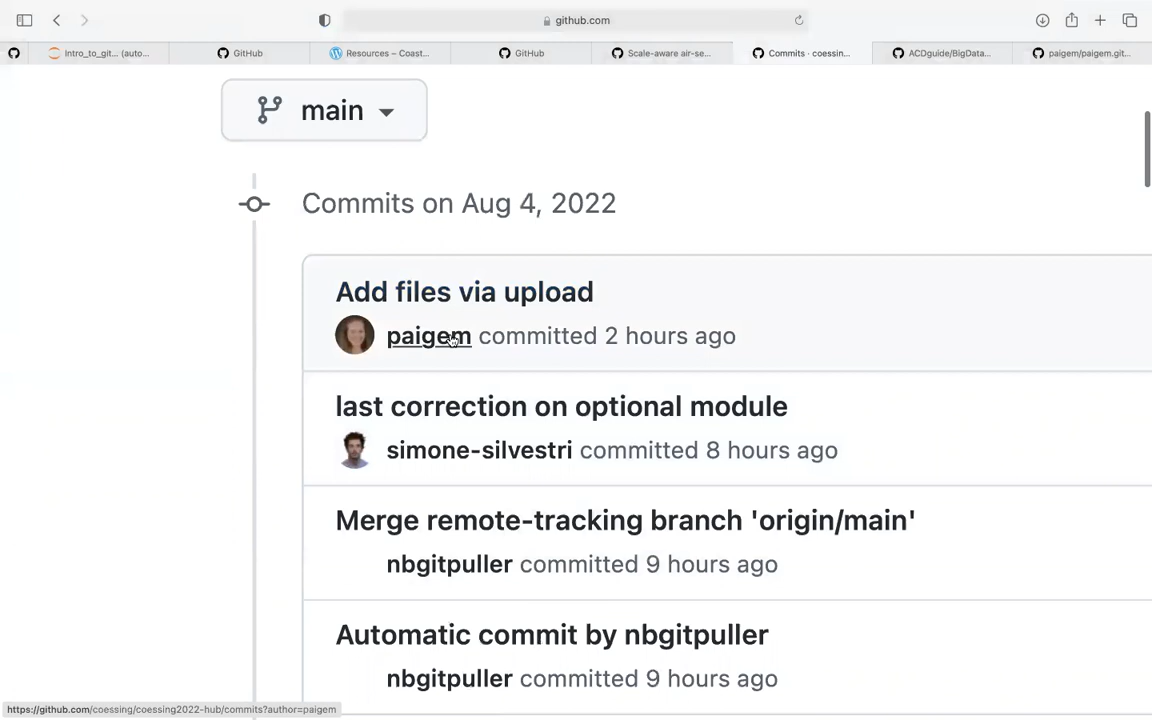 github.com
Intro_to_git... (auto...
GitHub
Resources – Coast...
GitHub
Scale-aware air-se...
Commits · coessin...
ACDguide/BigData...
paigem/paigem.git...
main
Commits on Aug 4, 2022
Add files via upload
paigem committed 2 hours ago
last correction on optional module
simone-silvestri committed 8 hours ago
Merge remote-tracking branch 'origin/main'
nbgitpuller committed 9 hours ago
Automatic commit by nbgitpuller
nbgitpuller committed 9 hours ago
https://github.com/coessing/coessing2022-hub/commits?author=paigem